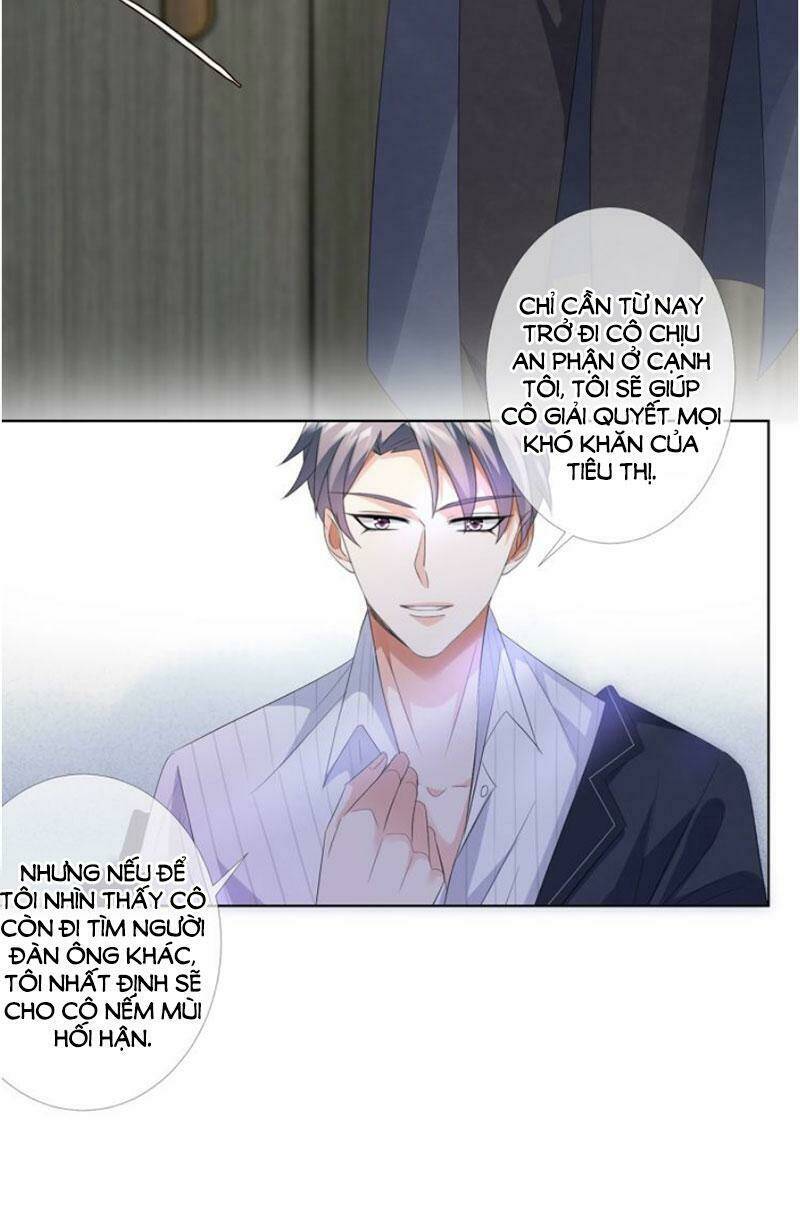 CHỈ CẦN TỪ NAY
TRỞ ĐI CÔ CHỊU
AN PHẬN Ở CẠNH
TÔI, TÔI SẼ GIÚP
CÔ GIẢI QUYẾT MỌI
KHÓ KHĂN CỦA
TIÊU THỊ.
NHƯNG NẾU ĐỂ
TÔI NHÌN THẤY CÔ
CÒN ĐI TÌM NGƯỜI
ĐÀN ÔNG KHÁC,
TÔI NHẤT ĐỊNH SẼ
CHO CÔ NẾM MÙI
HỐI HẬN.